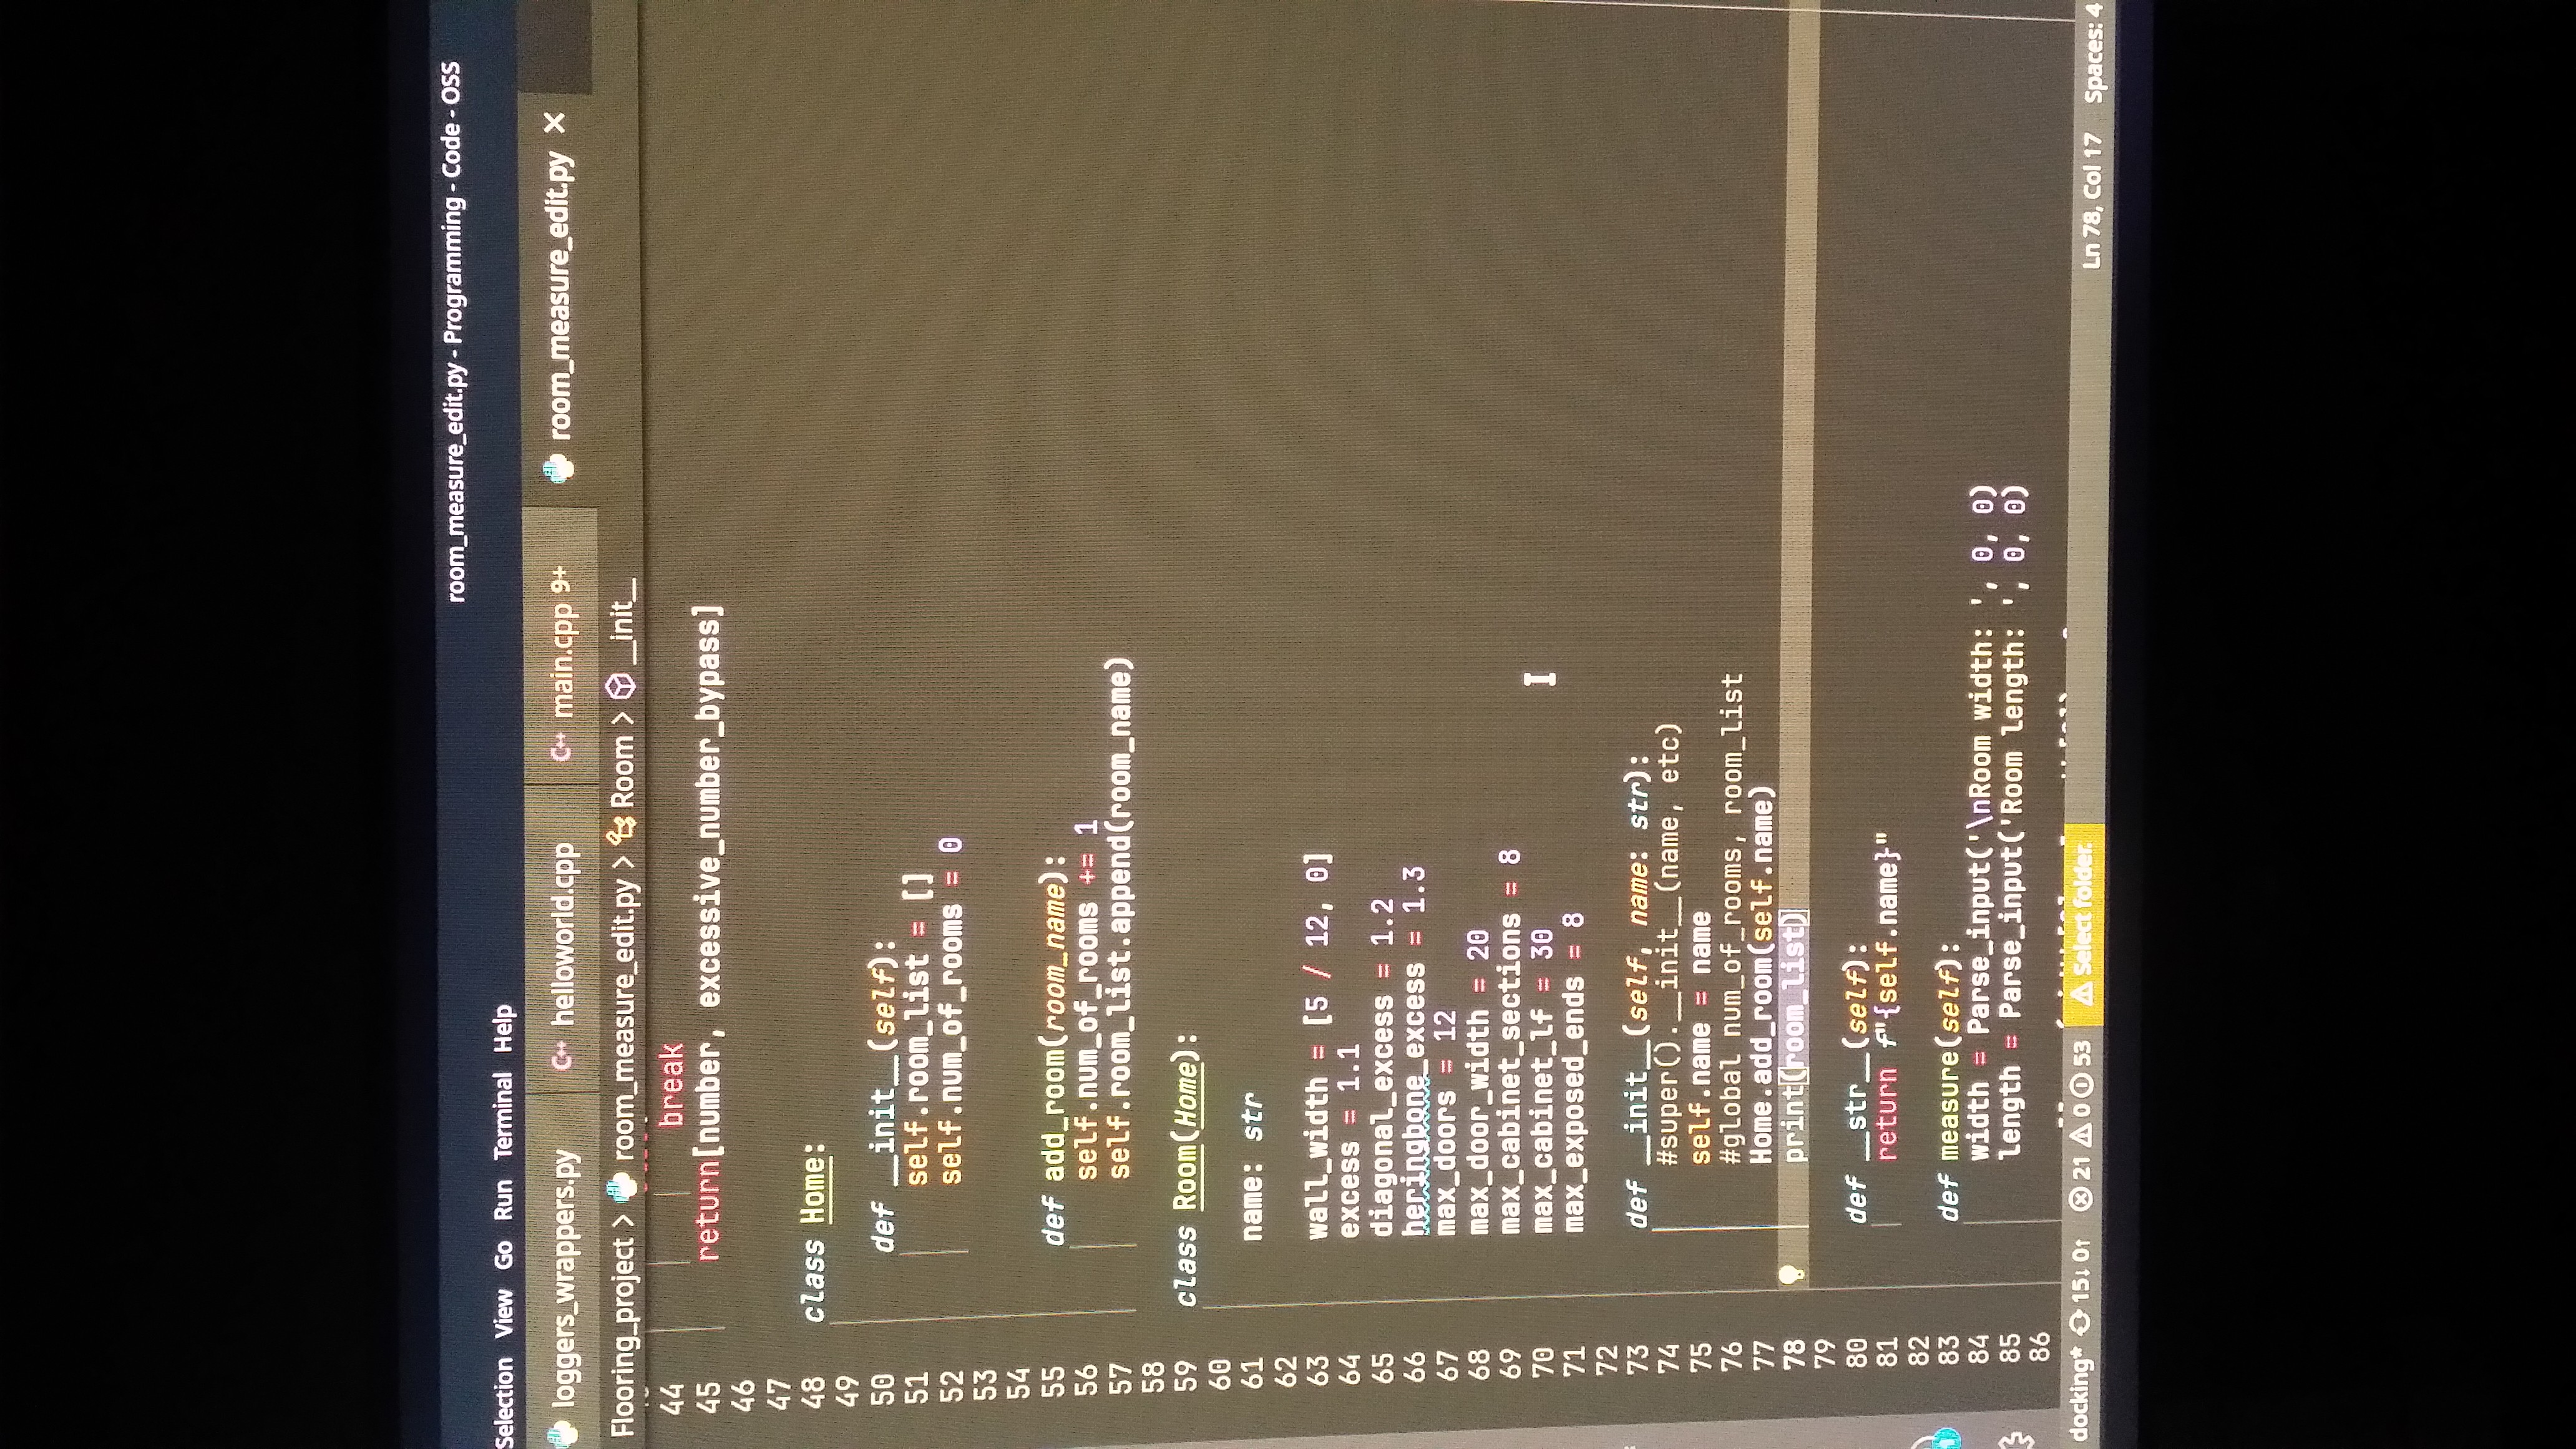 room_measure_edit.py - Programming - Code - OSS
Selection View Go Run Terminal Help
loggers_wrappers.py C++ helloworld.cpp C++ main.cpp 9+ room_measure_edit.py ×
Flooring_project > room_measure_edit.py > Room > __init__
44 break
45 return[number, excessive_number_bypass]
46
47
48 class Home:
49
50 def __init__(self):
51 self.room_list = []
52 self.num_of_rooms = 0
53
54
55 def add_room(room_name):
56 self.num_of_rooms += 1
57 self.room_list.append(room_name)
58
59 class Room(Home):
60
61 name: str
62
63 wall_width = [5 / 12, 0]
64 excess = 1.1
65 diagonal_excess = 1.2
66 heringbone_excess = 1.3
67 max_doors = 12
68 max_door_width = 20
69 max_cabinet_sections = 8
70 max_cabinet_lf = 30
71 max_exposed_ends = 8
72
73 def __init__(self, name: str):
74 #super().__init__(name, etc)
75 self.name = name
76 #global num_of_rooms, room_list
77 Home.add_room(self.name)
78 print(room_list)
79
80 def __str__(self):
81 return f"{self.name}"
82
83 def measure(self):
84 width = Parse_input('\nRoom width: ', 0, 0)
85 length = Parse_input('Room length: ', 0, 0)
86
docking* 15↓ 0↑ 21 0 53 Select folder. Ln 78, Col 17 Spaces: 4